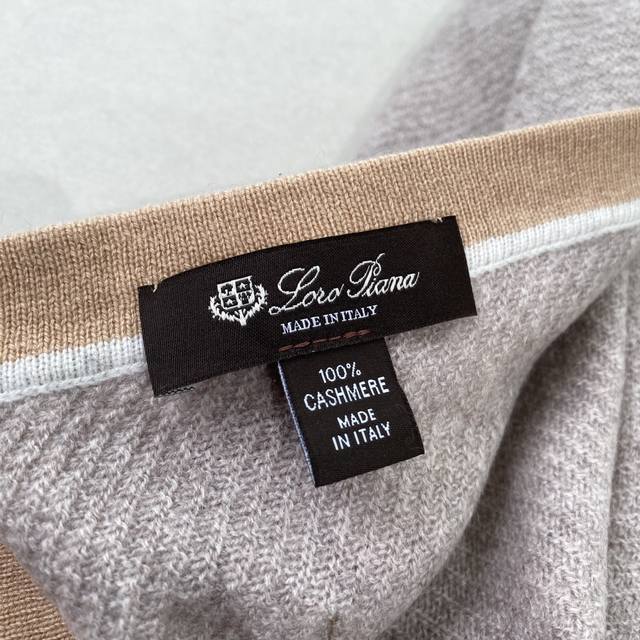 Loro Piana
MADE IN ITALY
100%
CASHMERE
MADE
IN ITALY